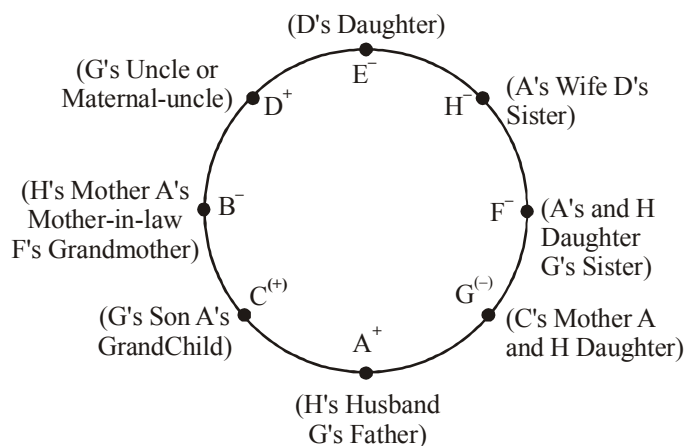 (D's Daughter)
E⁻
(G's Uncle or
Maternal-uncle)
D⁺
H⁻
(A's Wife D's
Sister)
(H's Mother A's
Mother-in-law
F's Grandmother)
B⁻
F⁻
(A's and H
Daughter
G's Sister)
C⁽⁺⁾
(G's Son A's
GrandChild)
G⁽⁻⁾
(C's Mother A
and H Daughter)
A⁺
(H's Husband
G's Father)